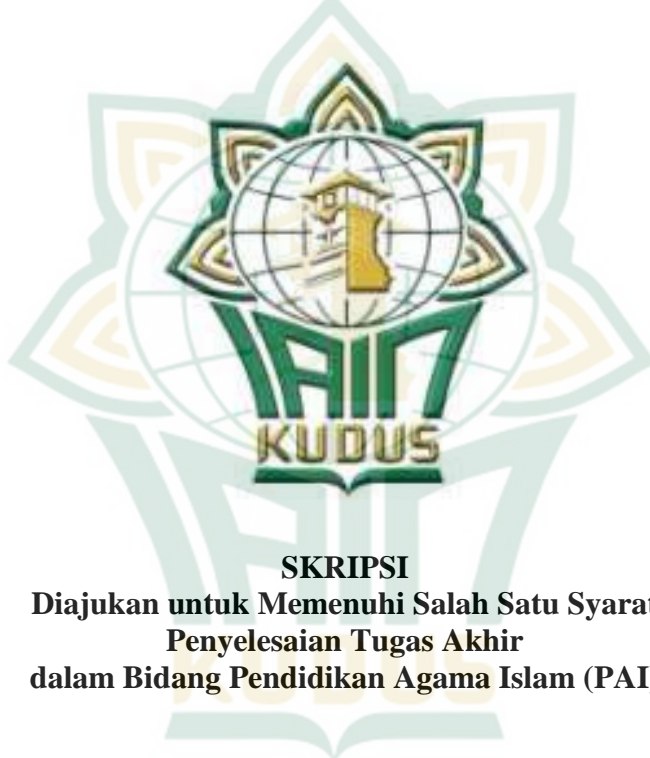 IAIN
KUDUS
SKRIPSI
Diajukan untuk Memenuhi Salah Satu Syarat
Penyelesaian Tugas Akhir
dalam Bidang Pendidikan Agama Islam (PAI